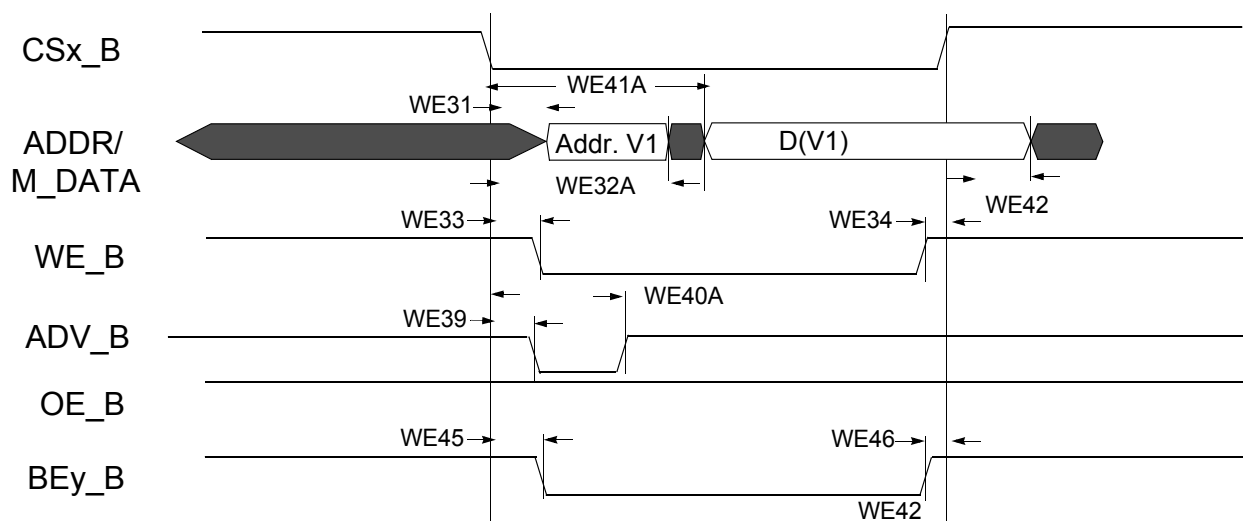 CSx_B
WE41A
WE31
ADDR/
M_DATA
Addr. V1
D(V1)
WE32A
WE42
WE33
WE34
WE_B
WE40A
WE39
ADV_B
OE_B
WE45
WE46
BEy_B
WE42